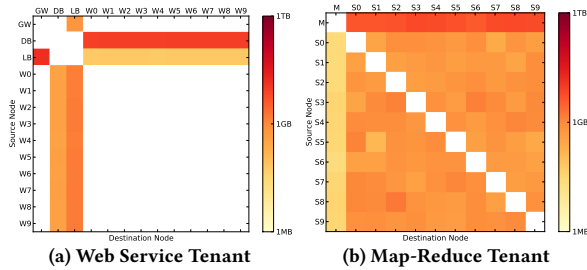 GW DB LB W0 W1 W2 W3 W4 W5 W6 W7 W8 W9
GW
DB
LB
W0
W1
W2
W3
W4
W5
W6
W7
W8
W9
Source Node
Destination Node
1TB
1GB
1MB
(a) Web Service Tenant
M S0 S1 S2 S3 S4 S5 S6 S7 S8 S9
M
S0
S1
S2
S3
S4
S5
S6
S7
S8
S9
Source Node
Destination Node
1TB
1GB
1MB
(b) Map-Reduce Tenant